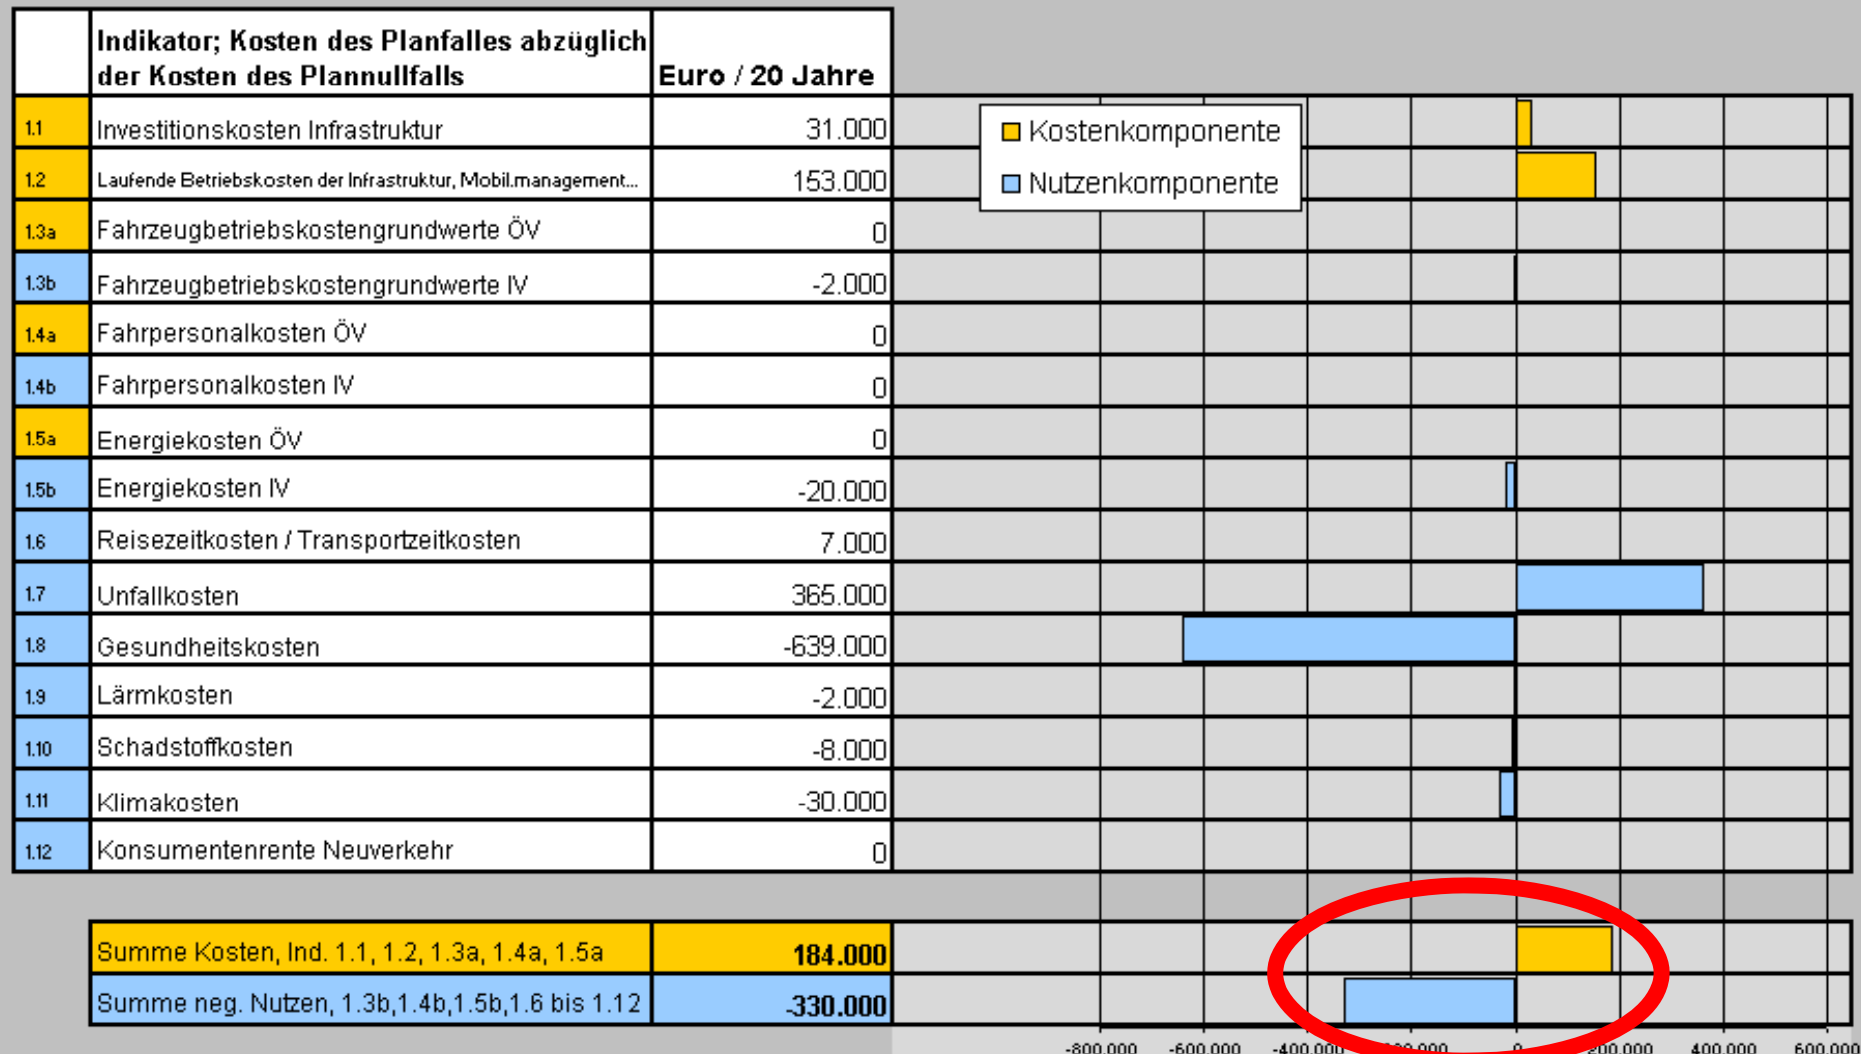 Indikator; Kosten des Planfalles abzüglich
der Kosten des Plannullfalls
Euro / 20 Jahre
1.1 Investitionskosten Infrastruktur 31.000
1.2 Laufende Betriebskosten der Infrastruktur, Mobil.management... 153.000
1.3a Fahrzeugbetriebskostengrundwerte ÖV 0
1.3b Fahrzeugbetriebskostengrundwerte IV -2.000
1.4a Fahrpersonalkosten ÖV 0
1.4b Fahrpersonalkosten IV 0
1.5a Energiekosten ÖV 0
1.5b Energiekosten IV -20.000
1.6 Reisezeitkosten / Transportzeitkosten 7.000
1.7 Unfallkosten 365.000
1.8 Gesundheitskosten -639.000
1.9 Lärmkosten -2.000
1.10 Schadstoffkosten -8.000
1.11 Klimakosten -30.000
1.12 Konsumentenrente Neuverkehr 0
Kostenkomponente
Nutzenkomponente
Summe Kosten, Ind. 1.1, 1.2, 1.3a, 1.4a, 1.5a 184.000
Summe neg. Nutzen, 1.3b,1.4b,1.5b,1.6 bis 1.12 -330.000
-800.000 -600.000 -400.000 0 200.000 400.000 600.000